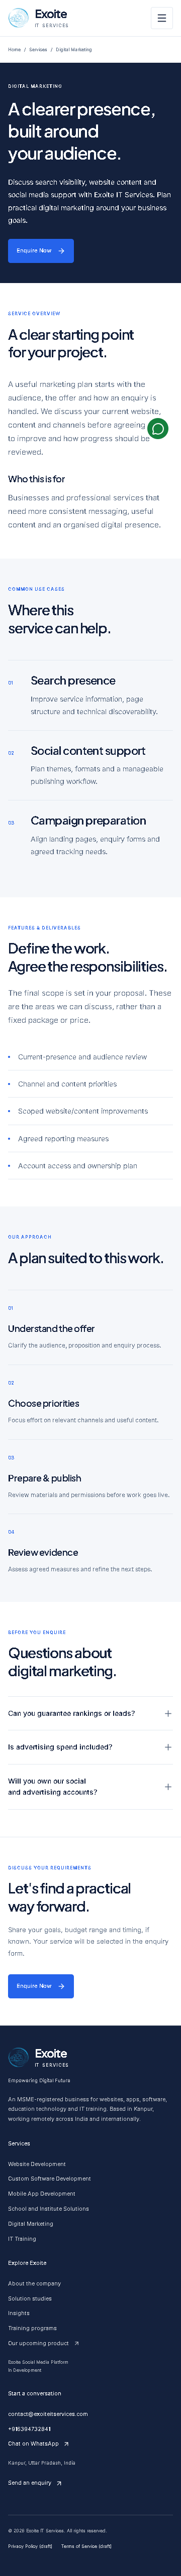 Exoite
IT SERVICES
Home / Services / Digital Marketing
DIGITAL MARKETING
A clearer presence,
built around
your audience.
Discuss search visibility, website content and
social media support with Exoite IT Services. Plan
practical digital marketing around your business
goals.
Enquire Now →
SERVICE OVERVIEW
A clear starting point
for your project.
A useful marketing plan starts with the
audience, the offer and how an enquiry is
handled. We discuss your current website,
content and channels before agreeing what
to improve and how progress should be
reviewed.
Who this is for
Businesses and professional services that
need more consistent messaging, useful
content and an organised digital presence.
COMMON USE CASES
Where this
service can help.
01
Search presence
Improve service information, page
structure and technical discoverability.
02
Social content support
Plan themes, formats and a manageable
publishing workflow.
03
Campaign preparation
Align landing pages, enquiry forms and
agreed tracking needs.
FEATURES & DELIVERABLES
Define the work.
Agree the responsibilities.
The final scope is set in your proposal. These
are the areas we can discuss, rather than a
fixed package or price.
• Current-presence and audience review
• Channel and content priorities
• Scoped website/content improvements
• Agreed reporting measures
• Account access and ownership plan
OUR APPROACH
A plan suited to this work.
01
Understand the offer
Clarify the audience, proposition and enquiry process.
02
Choose priorities
Focus effort on relevant channels and useful content.
03
Prepare & publish
Review materials and permissions before work goes live.
04
Review evidence
Assess agreed measures and refine the next steps.
BEFORE YOU ENQUIRE
Questions about
digital marketing.
Can you guarantee rankings or leads? +
Is advertising spend included? +
Will you own our social
and advertising accounts? +
DISCUSS YOUR REQUIREMENTS
Let's find a practical
way forward.
Share your goals, budget range and timing, if
known. Your service will be selected in the enquiry
form.
Enquire Now →
Exoite
IT SERVICES
Empowering Digital Futura
An MSME-registered business for websites, apps, software,
education technology and IT training. Based in Kanpur,
working remotely across India and internationally.
Services
Website Development
Custom Software Development
Mobile App Development
School and Institute Solutions
Digital Marketing
IT Training
Explore Exoite
About the company
Solution studies
Insights
Training programs
Our upcoming product ↗
Exoite Social Media Platform
In Development
Start a conversation
contact@exoiteitservices.com
+916394732841
Chat on WhatsApp ↗
Kanpur, Uttar Pradesh, India
Send an enquiry ↗
© 2026 Exoite IT Services. All rights reserved.
Privacy Policy (draft) Terms of Service (draft)